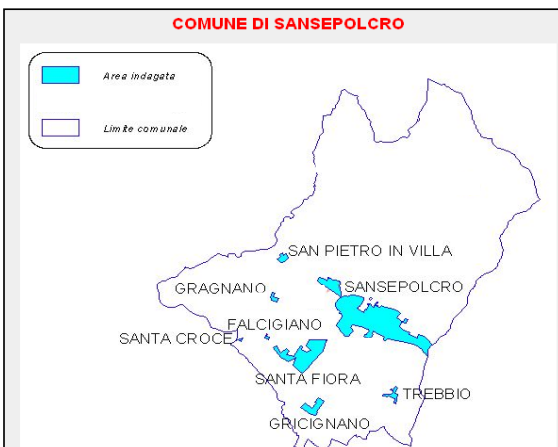 COMUNE DI SANSEPOLCRO
Area indagata
Limite comunale
SAN PIETRO IN VILLA
GRAGNANO
SANSEPOLCRO
FALCIGIANO
SANTA CROCE
SANTA FIORA
TREBBIO
GRICIGNANO